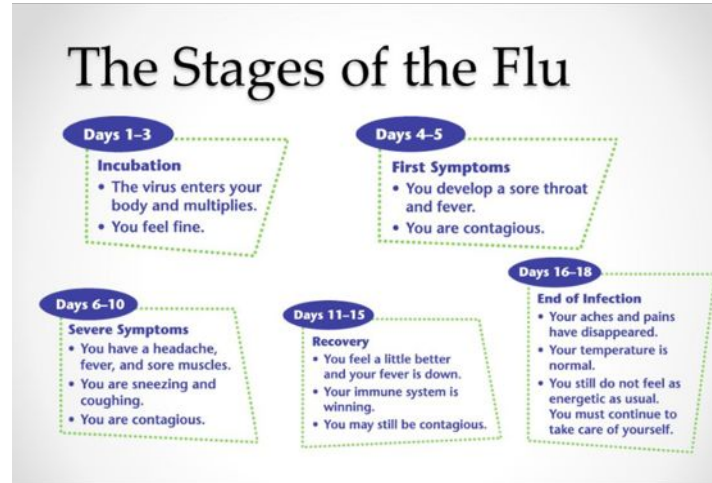 The Stages of the Flu
Days 1–3
Incubation
• The virus enters your
body and multiplies.
• You feel fine.
Days 4–5
First Symptoms
• You develop a sore throat
and fever.
• You are contagious.
Days 6–10
Severe Symptoms
• You have a headache,
fever, and sore muscles.
• You are sneezing and
coughing.
• You are contagious.
Days 11–15
Recovery
• You feel a little better
and your fever is down.
• Your immune system is
winning.
• You may still be contagious.
Days 16–18
End of Infection
• Your aches and pains
have disappeared.
• Your temperature is
normal.
• You still do not feel as
energetic as usual.
You must continue to
take care of yourself.